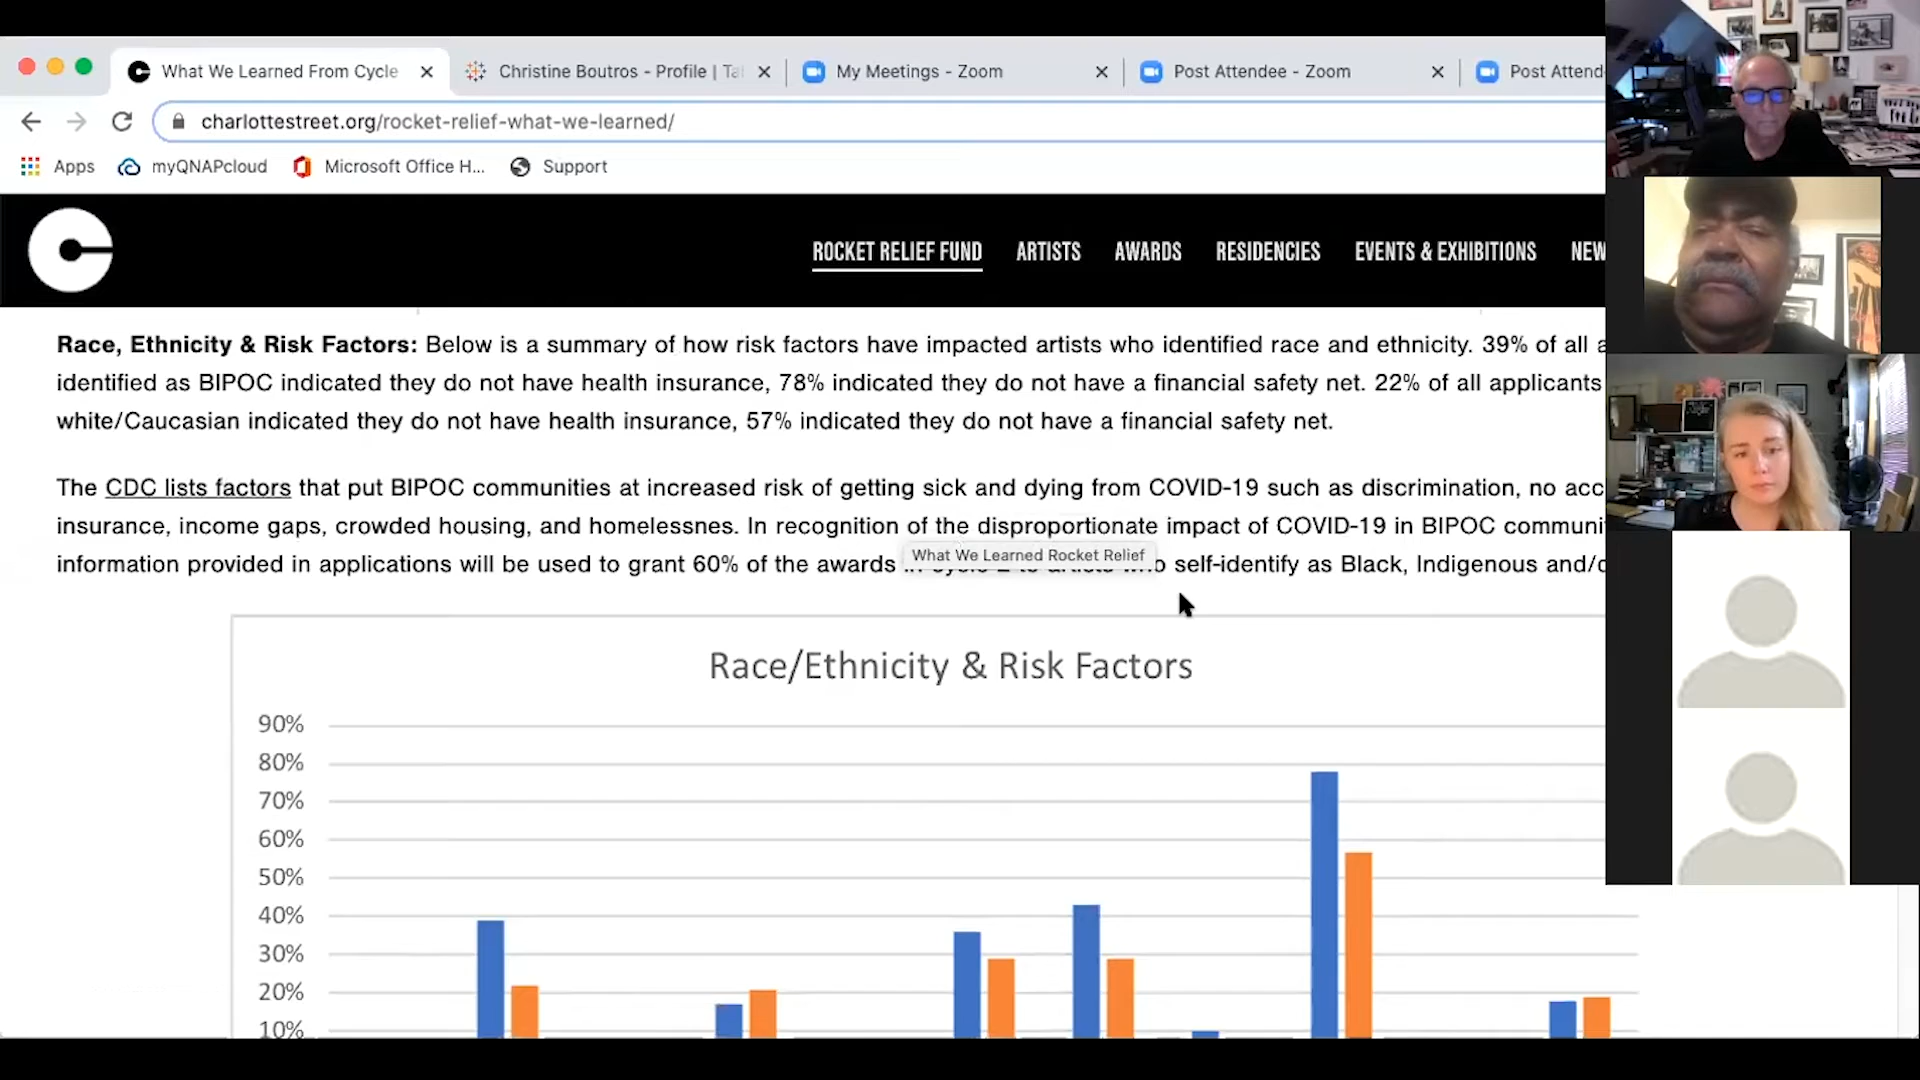 What We Learned From Cycle
Christine Boutros - Profile | Ta
My Meetings - Zoom
Post Attendee - Zoom
Post Attend
charlottestreet.org/rocket-relief-what-we-learned/
Apps
myQNAPcloud
Microsoft Office H...
Support
ROCKET RELIEF FUND
ARTISTS
AWARDS
RESIDENCIES
EVENTS & EXHIBITIONS
NEW
Race, Ethnicity & Risk Factors: Below is a summary of how risk factors have impacted artists who identified race and ethnicity. 39% of all a
identified as BIPOC indicated they do not have health insurance, 78% indicated they do not have a financial safety net. 22% of all applicants
white/Caucasian indicated they do not have health insurance, 57% indicated they do not have a financial safety net.
The CDC lists factors that put BIPOC communities at increased risk of getting sick and dying from COVID-19 such as discrimination, no acc
insurance, income gaps, crowded housing, and homelessnes. In recognition of the disproportionate impact of COVID-19 in BIPOC communi
What We Learned Rocket Relief
information provided in applications will be used to grant 60% of the awards self-identify as Black, Indigenous and/
Race/Ethnicity & Risk Factors
90%
80%
70%
60%
50%
40%
30%
20%
10%